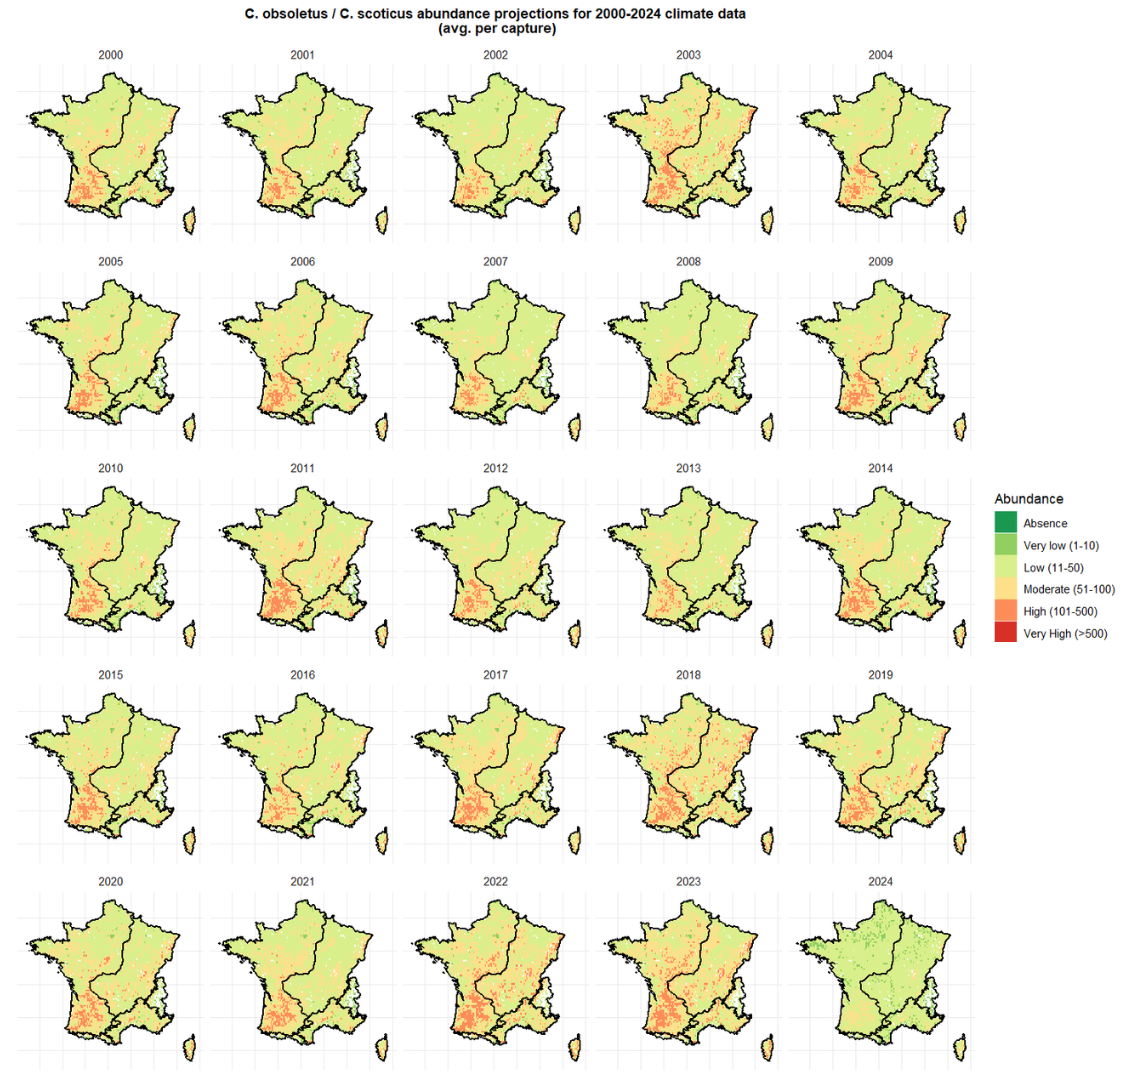 C. obsoletus / C. scoticus abundance projections for 2000-2024 climate data
(avg. per capture)
2000 2001 2002 2003 2004
2005 2006 2007 2008 2009
2010 2011 2012 2013 2014
Abundance
Absence
Very low (1-10)
Low (11-50)
Moderate (51-100)
High (101-500)
Very High (>500)
2015 2016 2017 2018 2019
2020 2021 2022 2023 2024